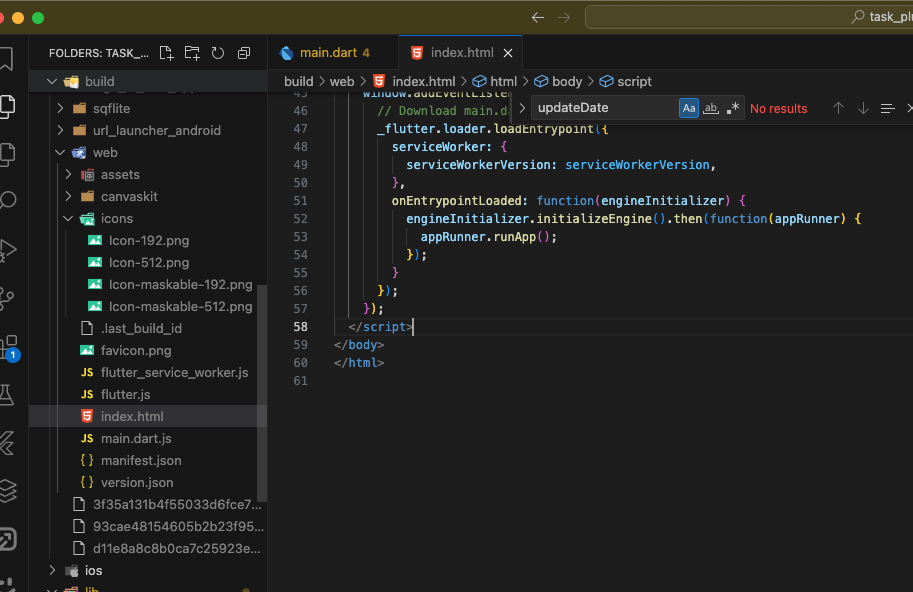 task_pl
FOLDERS: TASK_...
main.dart 4
index.html
build
build > web > index.html > html > body > script
updateDate
Aa
ab
.*
No results
sqflite
url_launcher_android
web
assets
canvaskit
icons
Icon-192.png
Icon-512.png
Icon-maskable-192.png
Icon-maskable-512.png
.last_build_id
favicon.png
JS flutter_service_worker.js
JS flutter.js
index.html
JS main.dart.js
{ } manifest.json
{ } version.json
3f35a131b4f55033d6fce7...
93cae48154605b2b23f95...
d11e8a8c8b0ca7c25923e...
ios
lib
1
45 window.addEventListe
46 // Download main.d
47 _flutter.loader.loadEntrypoint({
48 serviceWorker: {
49 serviceWorkerVersion: serviceWorkerVersion,
50 },
51 onEntrypointLoaded: function(engineInitializer) {
52 engineInitializer.initializeEngine().then(function(appRunner) {
53 appRunner.runApp();
54 });
55 }
56 });
57 });
58 </script>
59 </body>
60 </html>
61